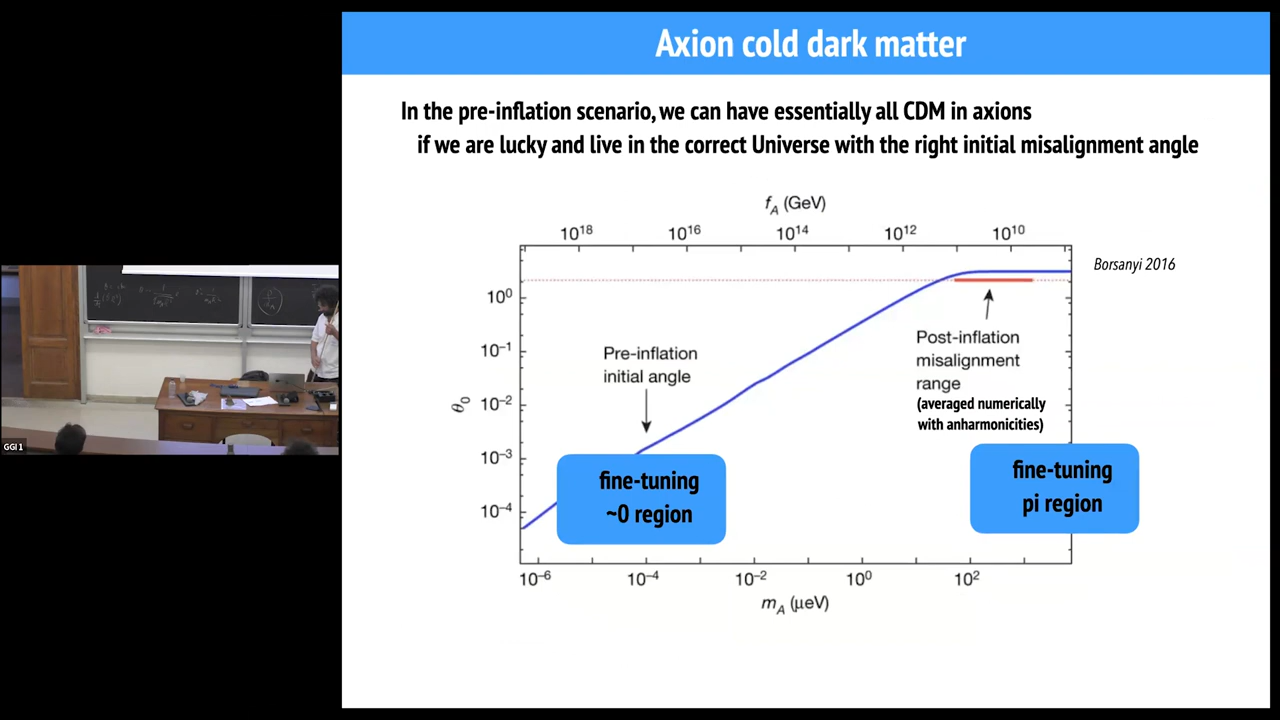 Axion cold dark matter
In the pre-inflation scenario, we can have essentially all CDM in axions
if we are lucky and live in the correct Universe with the right initial misalignment angle
f_A (GeV)
10^18 10^16 10^14 10^12 10^10
Borsanyi 2016
10^0
10^–1
10^–2
10^–3
10^–4
θ_0
Pre-inflation
initial angle
Post-inflation
misalignment
range
(averaged numerically
with anharmonicities)
fine-tuning
~0 region
fine-tuning
pi region
10^–6 10^–4 10^–2 10^0 10^2
m_A (µeV)
GGI 1